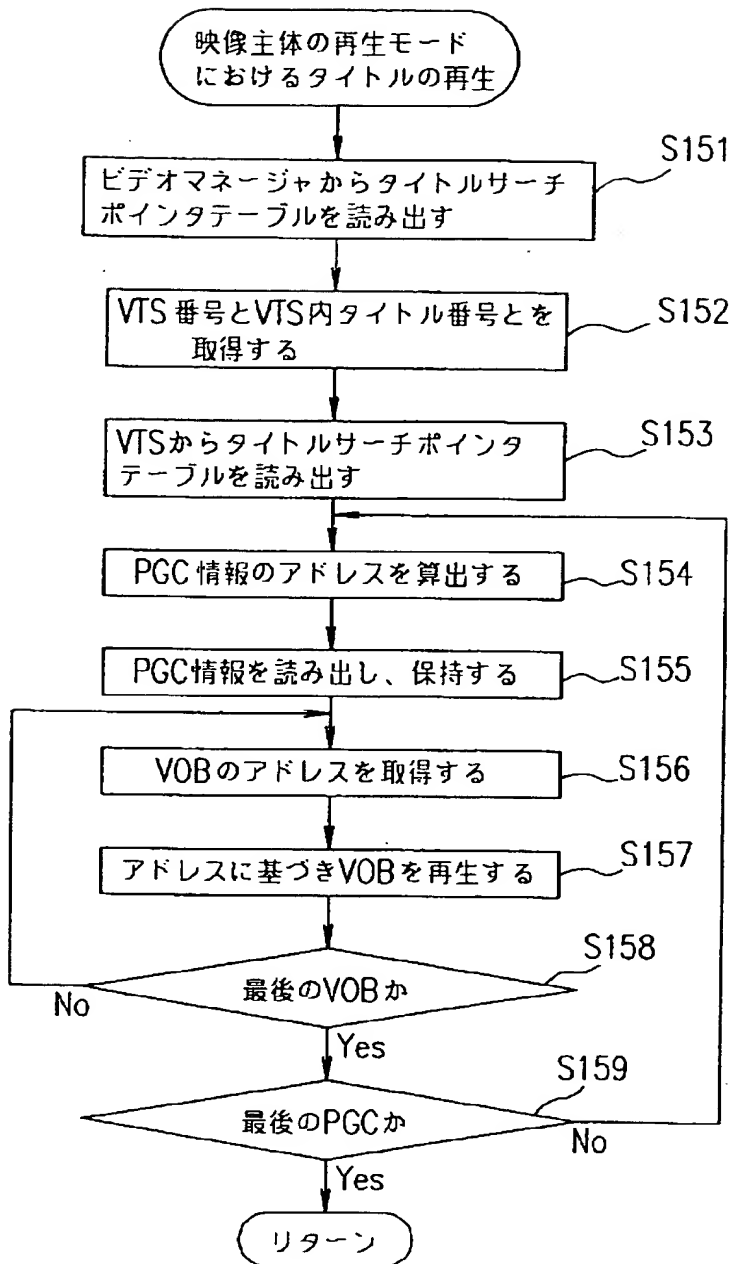 映像主体の再生モード
におけるタイトルの再生
S151
ビデオマネージャからタイトルサーチ
ポインタテーブルを読み出す
S152
VTS番号とVTS内タイトル番号とを
取得する
S153
VTSからタイトルサーチポインタ
テーブルを読み出す
PGC情報のアドレスを算出する
S154
PGC情報を読み出し、保持する
S155
VOBのアドレスを取得する
S156
アドレスに基づきVOBを再生する
S157
S158
最後のVOBか
No
Yes
S159
最後のPGCか
No
Yes
リターン